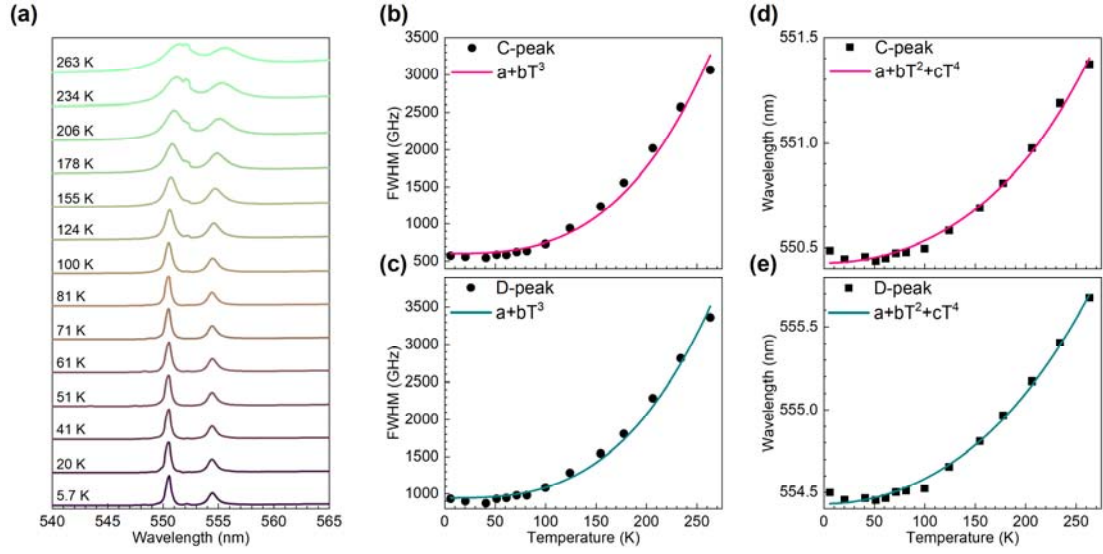 (a)
263 K
234 K
206 K
178 K
155 K
124 K
100 K
81 K
71 K
61 K
51 K
41 K
20 K
5.7 K
540 545 550 555 560 565
Wavelength (nm)
(b)
C-peak
a+bT³
3500
3000
2500
2000
1500
1000
500
FWHM (GHz)
(c)
D-peak
a+bT³
3500
3000
2500
2000
1500
1000
FWHM (GHz)
0 50 100 150 200 250
Temperature (K)
(d)
C-peak
a+bT²+cT⁴
551.5
551.0
550.5
Wavelength (nm)
(e)
D-peak
a+bT²+cT⁴
555.5
555.0
554.5
Wavelength (nm)
0 50 100 150 200 250
Temperature (K)